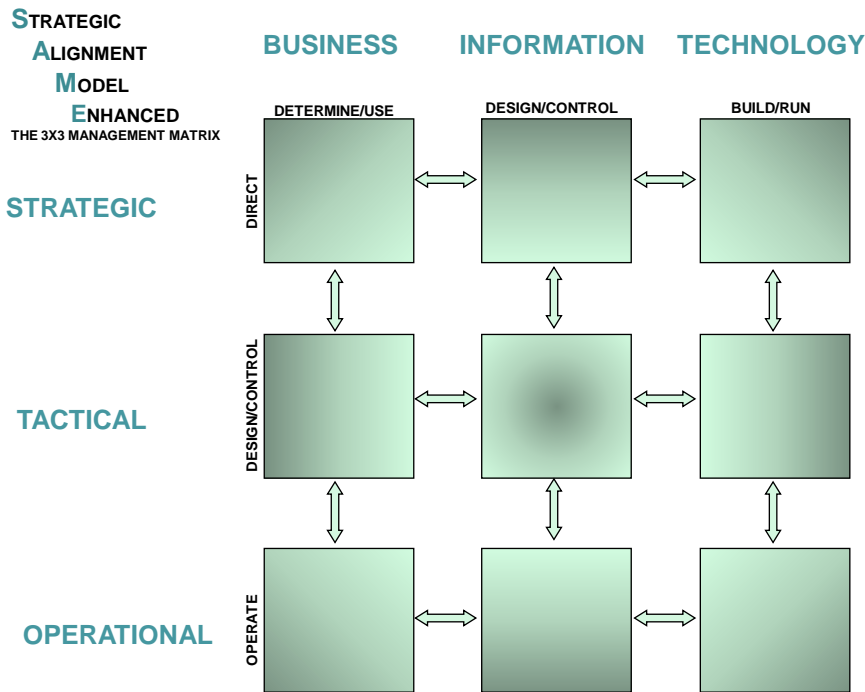 STRATEGIC
ALIGNMENT
MODEL
ENHANCED
THE 3X3 MANAGEMENT MATRIX
BUSINESS INFORMATION TECHNOLOGY
DETERMINE/USE DESIGN/CONTROL BUILD/RUN
STRATEGIC
DIRECT
TACTICAL
DESIGN/CONTROL
OPERATIONAL
OPERATE